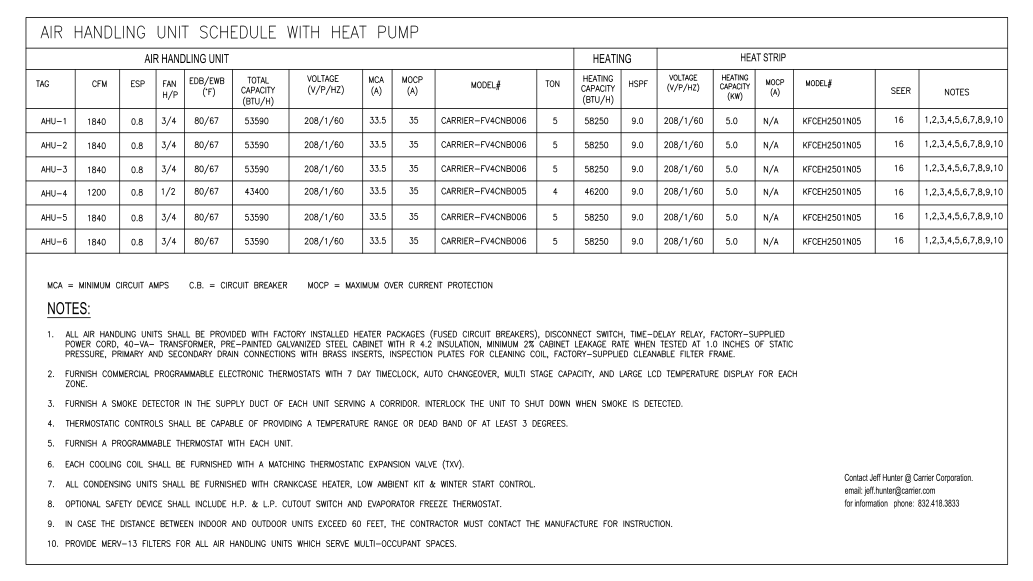 AIR HANDLING UNIT SCHEDULE WITH HEAT PUMP
AIR HANDLING UNIT HEATING HEAT STRIP
TAG CFM ESP FAN H/P EDB/EWB (°F) TOTAL CAPACITY (BTU/H) VOLTAGE (V/P/HZ) MCA (A) MOCP (A) MODEL# TON HEATING CAPACITY (BTU/H) HSPF VOLTAGE (V/P/HZ) HEATING CAPACITY (KW) MOCP (A) MODEL# SEER NOTES
AHU-1 1840 0.8 3/4 80/67 53590 208/1/60 33.5 35 CARRIER-FV4CNB006 5 58250 9.0 208/1/60 5.0 N/A KFCEH2501N05 16 1,2,3,4,5,6,7,8,9,10
AHU-2 1840 0.8 3/4 80/67 53590 208/1/60 33.5 35 CARRIER-FV4CNB006 5 58250 9.0 208/1/60 5.0 N/A KFCEH2501N05 16 1,2,3,4,5,6,7,8,9,10
AHU-3 1840 0.8 3/4 80/67 53590 208/1/60 33.5 35 CARRIER-FV4CNB006 5 58250 9.0 208/1/60 5.0 N/A KFCEH2501N05 16 1,2,3,4,5,6,7,8,9,10
AHU-4 1200 0.8 1/2 80/67 43400 208/1/60 33.5 35 CARRIER-FV4CNB005 4 46200 9.0 208/1/60 5.0 N/A KFCEH2501N05 16 1,2,3,4,5,6,7,8,9,10
AHU-5 1840 0.8 3/4 80/67 53590 208/1/60 33.5 35 CARRIER-FV4CNB006 5 58250 9.0 208/1/60 5.0 N/A KFCEH2501N05 16 1,2,3,4,5,6,7,8,9,10
AHU-6 1840 0.8 3/4 80/67 53590 208/1/60 33.5 35 CARRIER-FV4CNB006 5 58250 9.0 208/1/60 5.0 N/A KFCEH2501N05 16 1,2,3,4,5,6,7,8,9,10
MCA = MINIMUM CIRCUIT AMPS C.B. = CIRCUIT BREAKER MOCP = MAXIMUM OVER CURRENT PROTECTION
NOTES:
1. ALL AIR HANDLING UNITS SHALL BE PROVIDED WITH FACTORY INSTALLED HEATER PACKAGES (FUSED CIRCUIT BREAKERS), DISCONNECT SWITCH, TIME-DELAY RELAY, FACTORY-SUPPLIED
POWER CORD, 40-VA- TRANSFORMER, PRE-PAINTED GALVANIZED STEEL CABINET WITH R 4.2 INSULATION, MINIMUM 2% CABINET LEAKAGE RATE WHEN TESTED AT 1.0 INCHES OF STATIC
PRESSURE, PRIMARY AND SECONDARY DRAIN CONNECTIONS WITH BRASS INSERTS, INSPECTION PLATES FOR CLEANING COIL, FACTORY-SUPPLIED CLEANABLE FILTER FRAME.
2. FURNISH COMMERCIAL PROGRAMMABLE ELECTRONIC THERMOSTATS WITH 7 DAY TIMECLOCK, AUTO CHANGEOVER, MULTI STAGE CAPACITY, AND LARGE LCD TEMPERATURE DISPLAY FOR EACH
ZONE.
3. FURNISH A SMOKE DETECTOR IN THE SUPPLY DUCT OF EACH UNIT SERVING A CORRIDOR. INTERLOCK THE UNIT TO SHUT DOWN WHEN SMOKE IS DETECTED.
4. THERMOSTATIC CONTROLS SHALL BE CAPABLE OF PROVIDING A TEMPERATURE RANGE OR DEAD BAND OF AT LEAST 3 DEGREES.
5. FURNISH A PROGRAMMABLE THERMOSTAT WITH EACH UNIT.
6. EACH COOLING COIL SHALL BE FURNISHED WITH A MATCHING THERMOSTATIC EXPANSION VALVE (TXV).
7. ALL CONDENSING UNITS SHALL BE FURNISHED WITH CRANKCASE HEATER, LOW AMBIENT KIT & WINTER START CONTROL.
8. OPTIONAL SAFETY DEVICE SHALL INCLUDE H.P. & L.P. CUTOUT SWITCH AND EVAPORATOR FREEZE THERMOSTAT.
9. IN CASE THE DISTANCE BETWEEN INDOOR AND OUTDOOR UNITS EXCEED 60 FEET, THE CONTRACTOR MUST CONTACT THE MANUFACTURE FOR INSTRUCTION.
10. PROVIDE MERV-13 FILTERS FOR ALL AIR HANDLING UNITS WHICH SERVE MULTI-OCCUPANT SPACES.
Contact Jeff Hunter @ Carrier Corporation.
email: jeff.hunter@carrier.com
for information phone: 832.418.3833